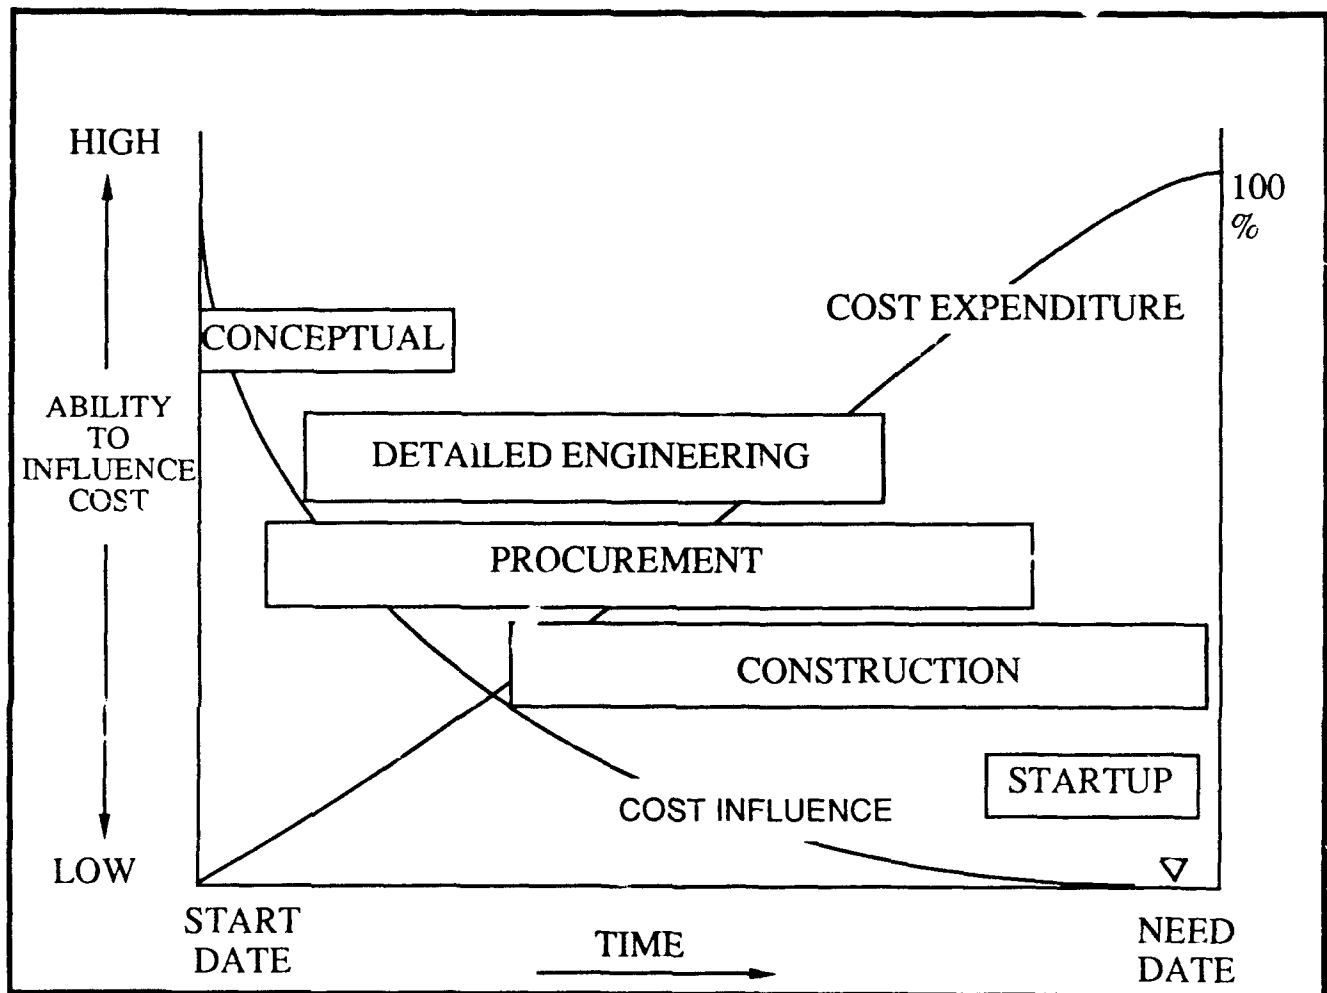 HIGH
100
%
COST EXPENDITURE
CONCEPTUAL
ABILITY
TO
INFLUENCE
COST
DETAILED ENGINEERING
PROCUREMENT
CONSTRUCTION
STARTUP
COST INFLUENCE
LOW
START
DATE
TIME
NEED
DATE